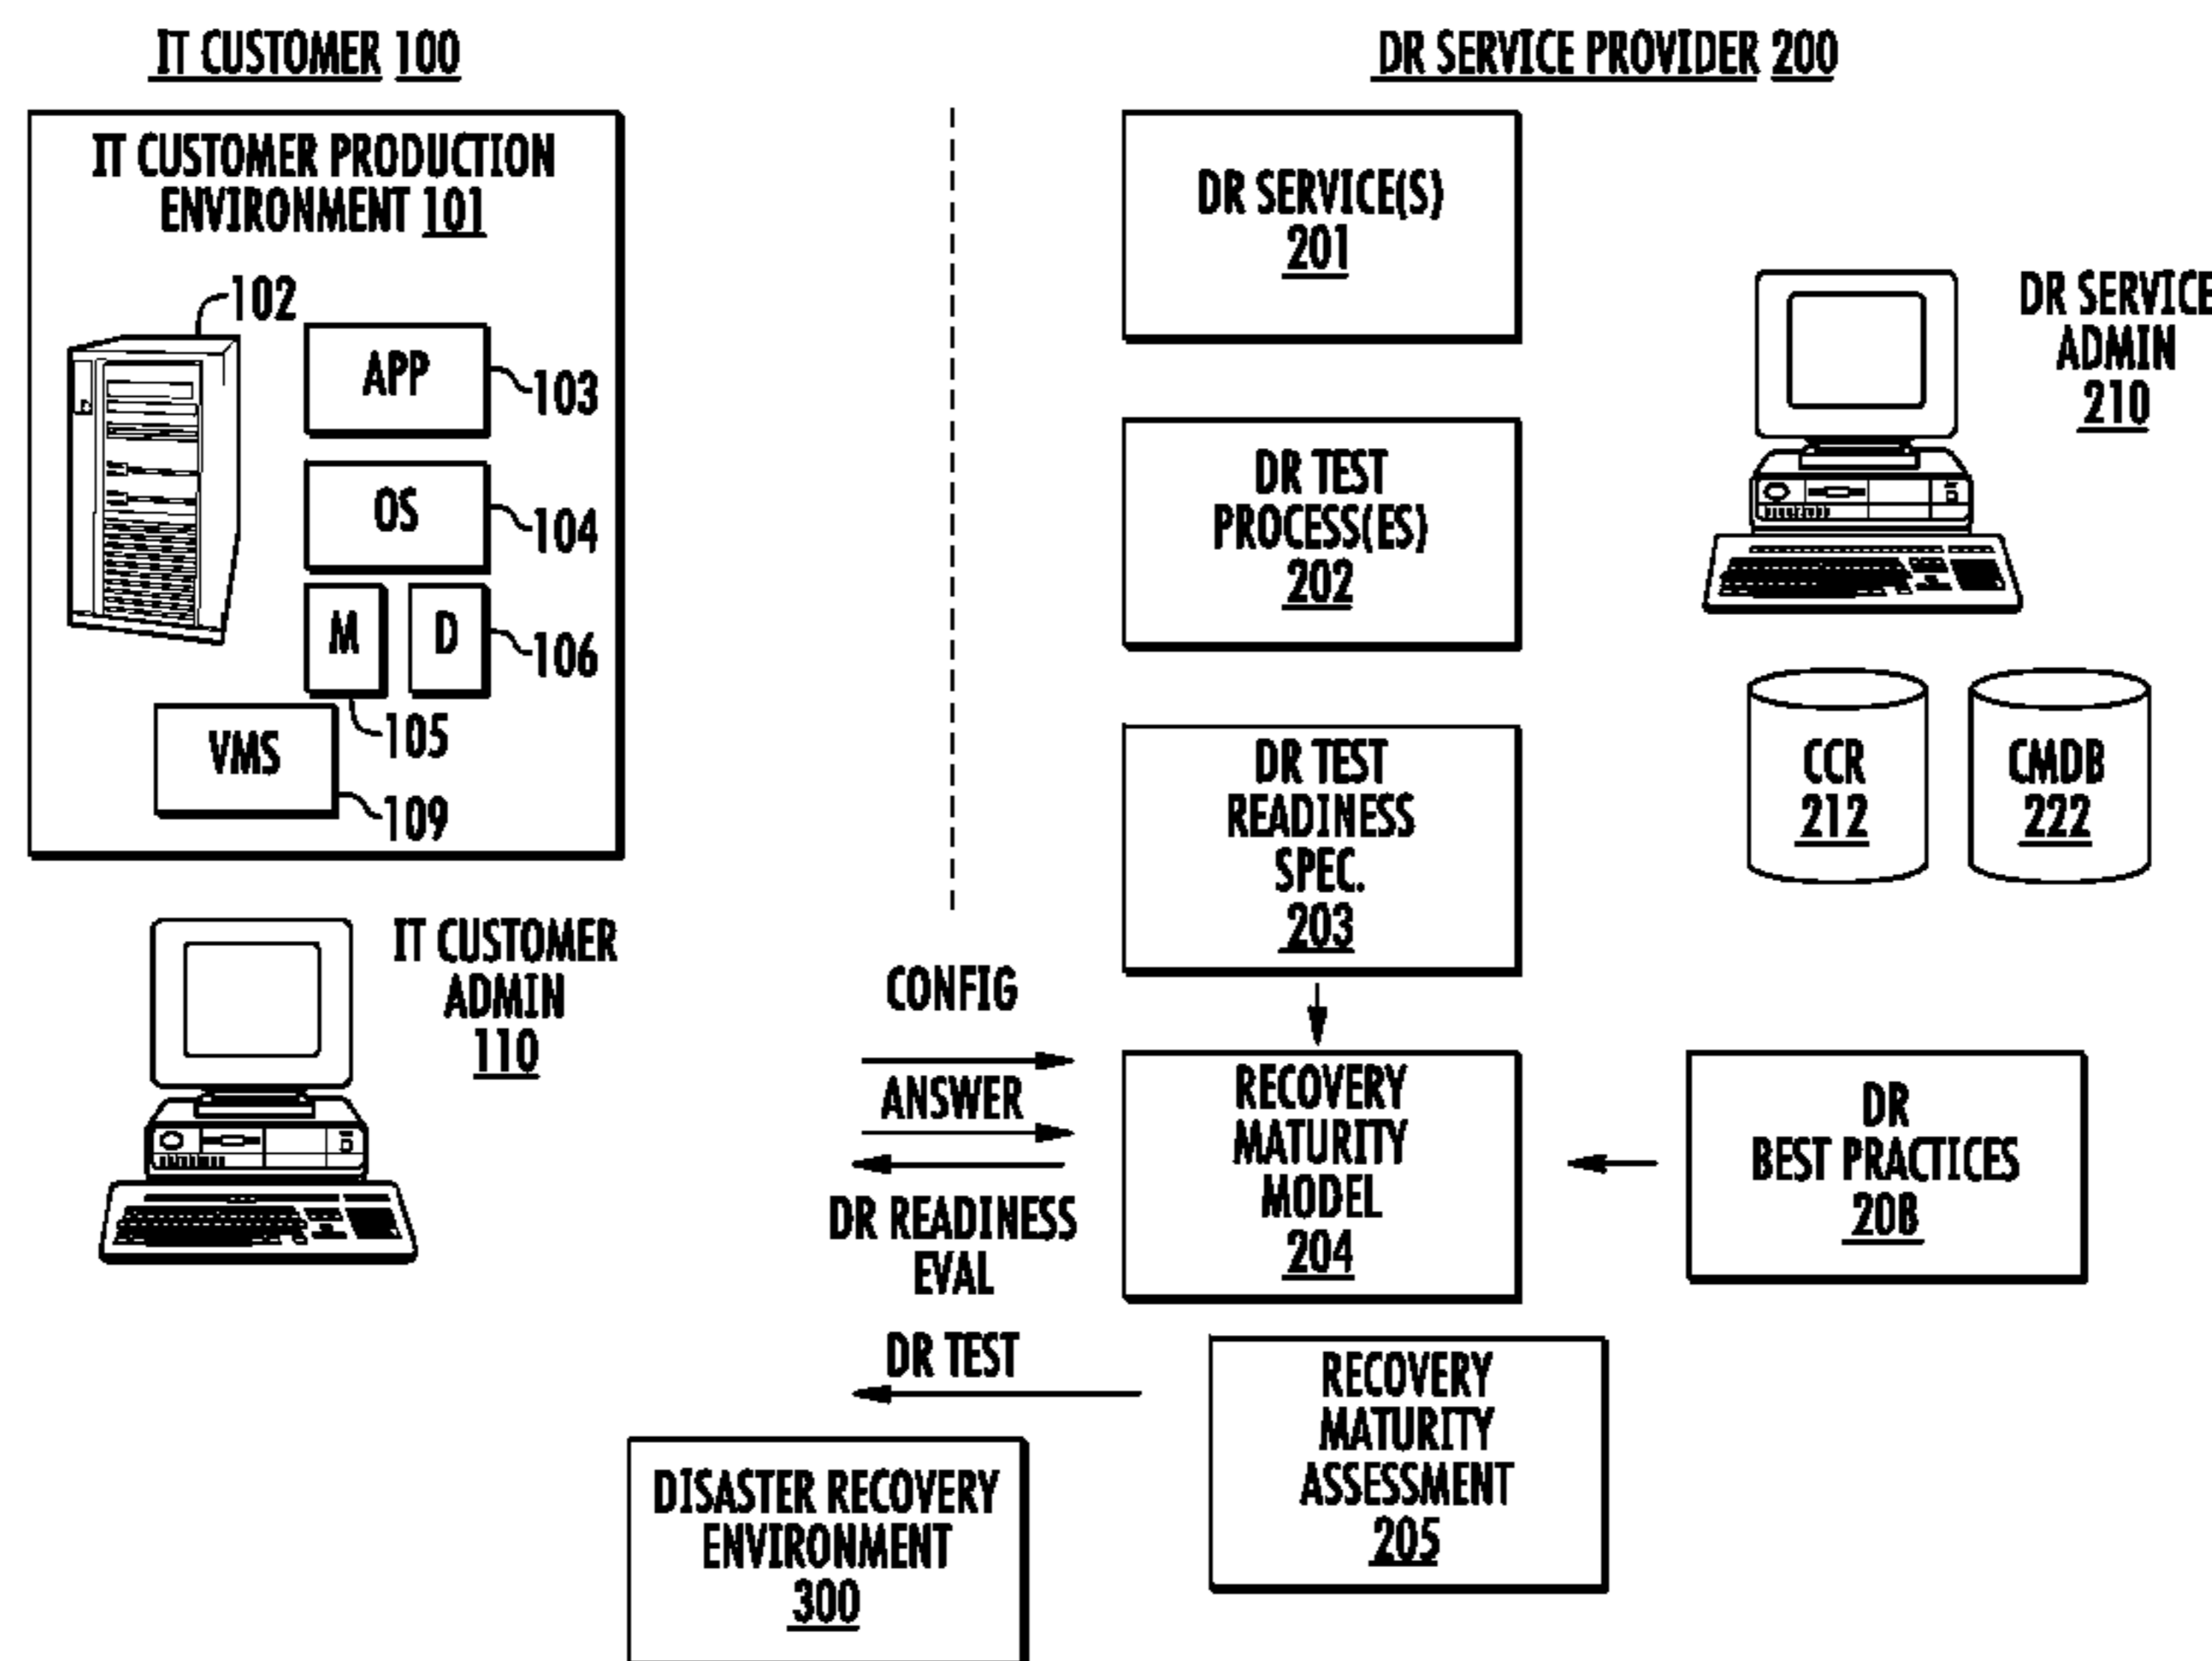 IT CUSTOMER 100
DR SERVICE PROVIDER 200
IT CUSTOMER PRODUCTION
ENVIRONMENT 101
102
APP
103
OS
104
M
D
106
105
VMS
109
IT CUSTOMER
ADMIN
110
DR SERVICE(S)
201
DR TEST
PROCESS(ES)
202
DR TEST
READINESS
SPEC.
203
DR SERVICE
ADMIN
210
CCR
212
CMDB
222
CONFIG
ANSWER
DR READINESS
EVAL
RECOVERY
MATURITY
MODEL
204
DR
BEST PRACTICES
208
DR TEST
RECOVERY
MATURITY
ASSESSMENT
205
DISASTER RECOVERY
ENVIRONMENT
300